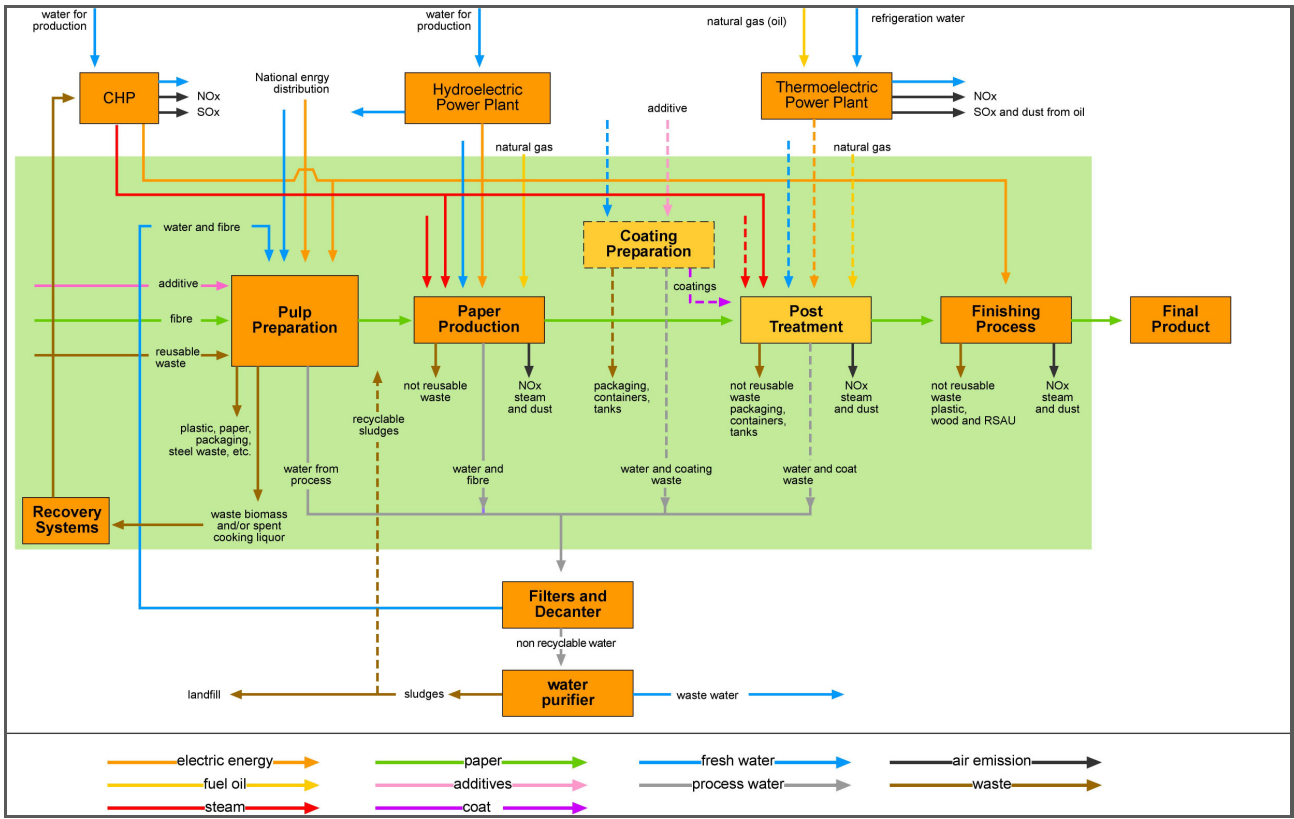 water for
production
water for
production
natural gas (oil)
refrigeration water
CHP
NOx
SOx
National enrgy
distribution
Hydroelectric
Power Plant
additive
Thermoelectric
Power Plant
NOx
SOx and dust from oil
natural gas
natural gas
water and fibre
Coating
Preparation
coatings
additive
fibre
reusable
waste
Pulp
Preparation
Paper
Production
Post
Treatment
Finishing
Process
Final
Product
plastic, paper,
packaging,
steel waste, etc.
recyclable
sludges
not reusable
waste
NOx
steam
and dust
packaging,
containers,
tanks
not reusable
waste
packaging,
containers,
tanks
NOx
steam
and dust
not reusable
waste
plastic,
wood and RSAU
NOx
steam
and dust
water from
process
water and
fibre
water and coating
waste
water and coat
waste
Recovery
Systems
waste biomass
and/or spent
cooking liquor
Filters and
Decanter
non recyclable water
water
purifier
landfill
sludges
waste water
electric energy
paper
fresh water
air emission
fuel oil
additives
process water
waste
steam
coat